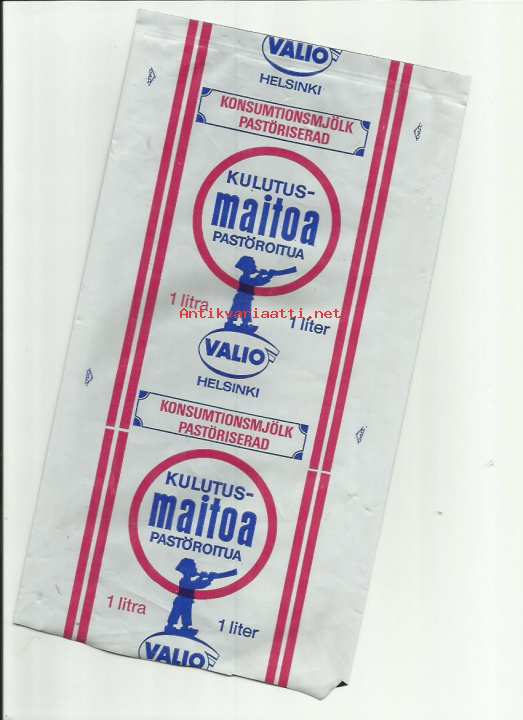 VALIO
HELSINKI
KONSUMTIONSMJÖLK
PASTÖRISERAD
KULUTUS-
maitoa
PASTÖROITUA
1 litra
Antikvariaatti.net
1 liter
VALIO
HELSINKI
KONSUMTIONSMJÖLK
PASTÖRISERAD
KULUTUS-
maitoa
PASTÖROITUA
1 litra
1 liter
VALIO